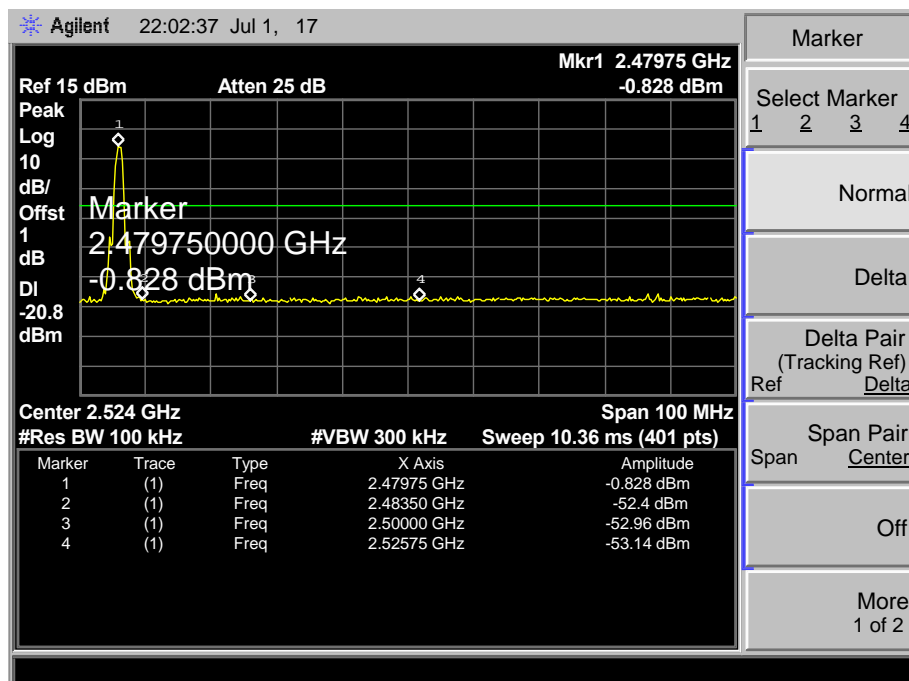 Agilent 22:02:37 Jul 1, 17
Mkr1 2.47975 GHz
Ref 15 dBm Atten 25 dB -0.828 dBm
Peak
Log
10
dB/
Offst
1
dB
DI
-20.8
dBm
1
2
3
4
Marker
2.479750000 GHz
-0.828 dBm
Center 2.524 GHz Span 100 MHz
#Res BW 100 kHz #VBW 300 kHz Sweep 10.36 ms (401 pts)
Marker Trace Type X Axis Amplitude
1 (1) Freq 2.47975 GHz -0.828 dBm
2 (1) Freq 2.48350 GHz -52.4 dBm
3 (1) Freq 2.50000 GHz -52.96 dBm
4 (1) Freq 2.52575 GHz -53.14 dBm
Marker
Select Marker
1 2 3 4
Normal
Delta
Delta Pair
(Tracking Ref)
Ref Delta
Span Pair
Span Center
Off
More
1 of 2